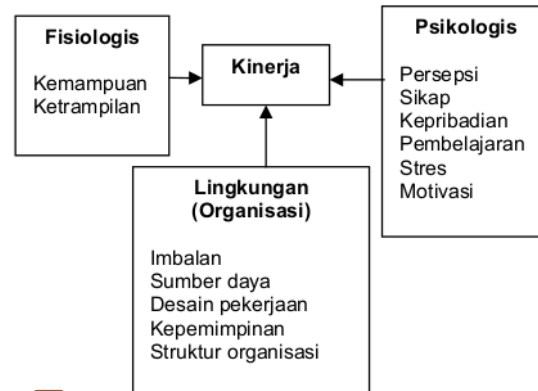 Fisiologis
Kemampuan
Ketrampilan
Kinerja
Psikologis
Persepsi
Sikap
Kepribadian
Pembelajaran
Stres
Motivasi
Lingkungan
(Organisasi)
Imbalan
Sumber daya
Desain pekerjaan
Kepemimpinan
Struktur organisasi